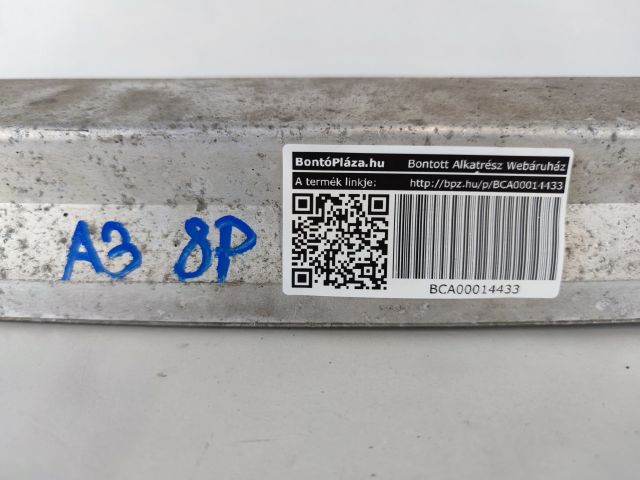 A3 8P
BontóPláza.hu Bontott Alkatrész Webáruház
A termék linkje: http://bpz.hu/p/BCA00014433
BCA00014433